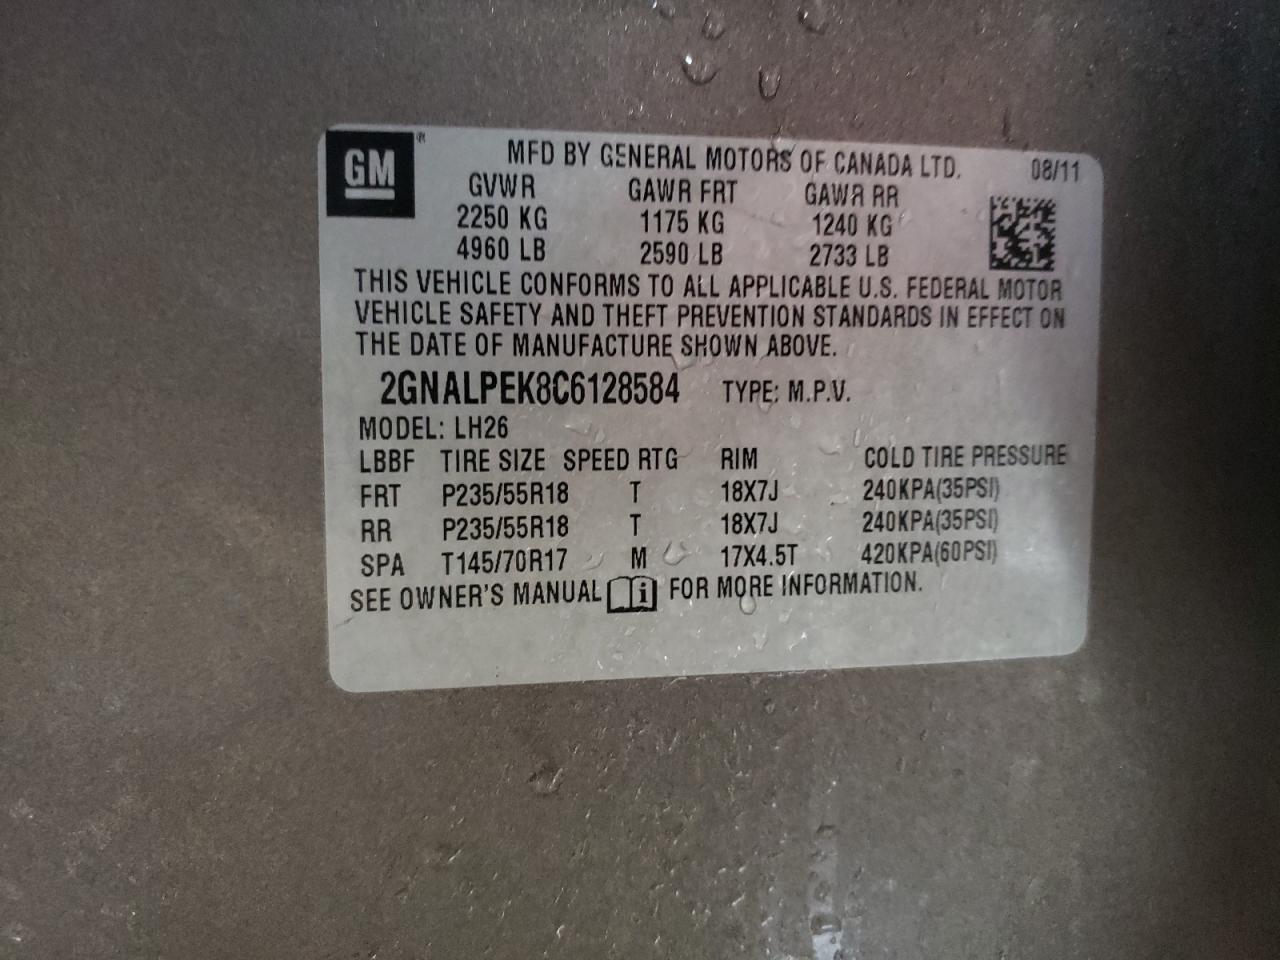 GM® MFD BY GENERAL MOTORS OF CANADA LTD. 08/11
GVWR GAWR FRT GAWR RR
2250 KG 1175 KG 1240 KG
4960 LB 2590 LB 2733 LB
THIS VEHICLE CONFORMS TO ALL APPLICABLE U.S. FEDERAL MOTOR
VEHICLE SAFETY AND THEFT PREVENTION STANDARDS IN EFFECT ON
THE DATE OF MANUFACTURE SHOWN ABOVE.
2GNALPEK8C6128584 TYPE: M.P.V.
MODEL: LH26
LBBF TIRE SIZE SPEED RTG RIM COLD TIRE PRESSURE
FRT P235/55R18 T 18X7J 240KPA(35PSI)
RR P235/55R18 T 18X7J 240KPA(35PSI)
SPA T145/70R17 M 17X4.5T 420KPA(60PSI)
SEE OWNER'S MANUAL i FOR MORE INFORMATION.